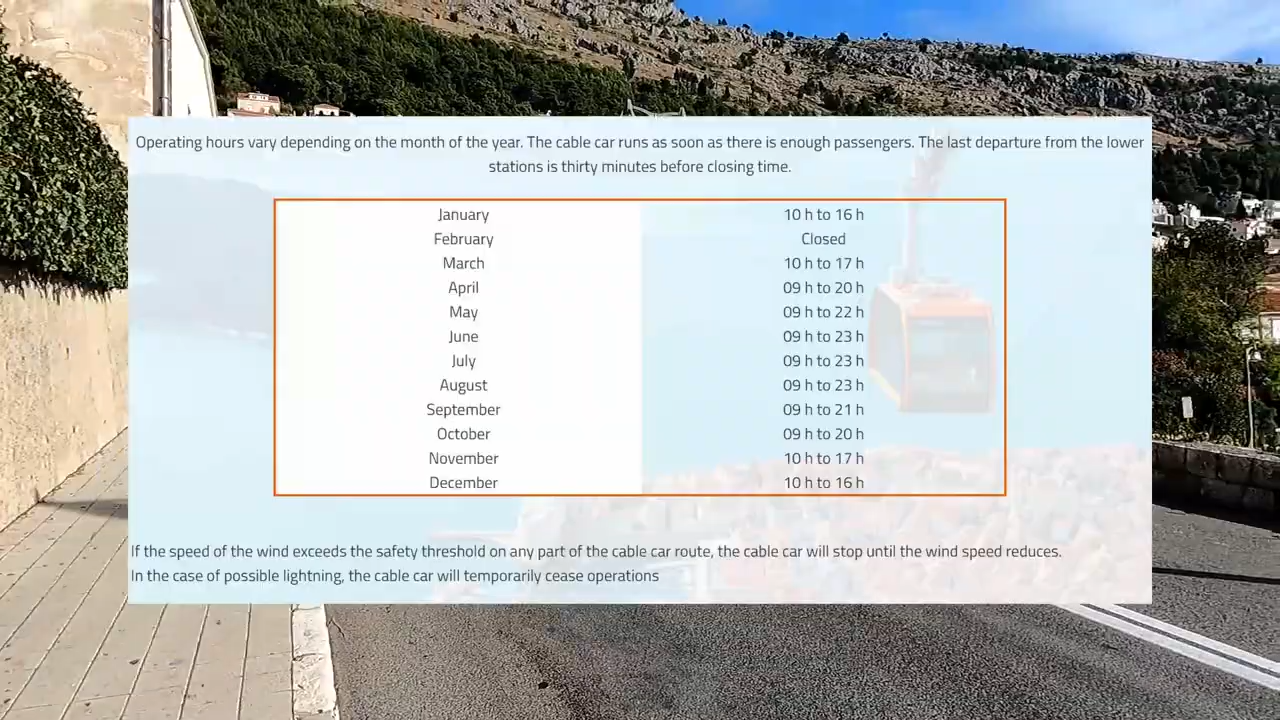 Operating hours vary depending on the month of the year. The cable car runs as soon as there is enough passengers. The last departure from the lower
stations is thirty minutes before closing time.
January 10 h to 16 h
February Closed
March 10 h to 17 h
April 09 h to 20 h
May 09 h to 22 h
June 09 h to 23 h
July 09 h to 23 h
August 09 h to 23 h
September 09 h to 21 h
October 09 h to 20 h
November 10 h to 17 h
December 10 h to 16 h
If the speed of the wind exceeds the safety threshold on any part of the cable car route, the cable car will stop until the wind speed reduces.
In the case of possible lightning, the cable car will temporarily cease operations